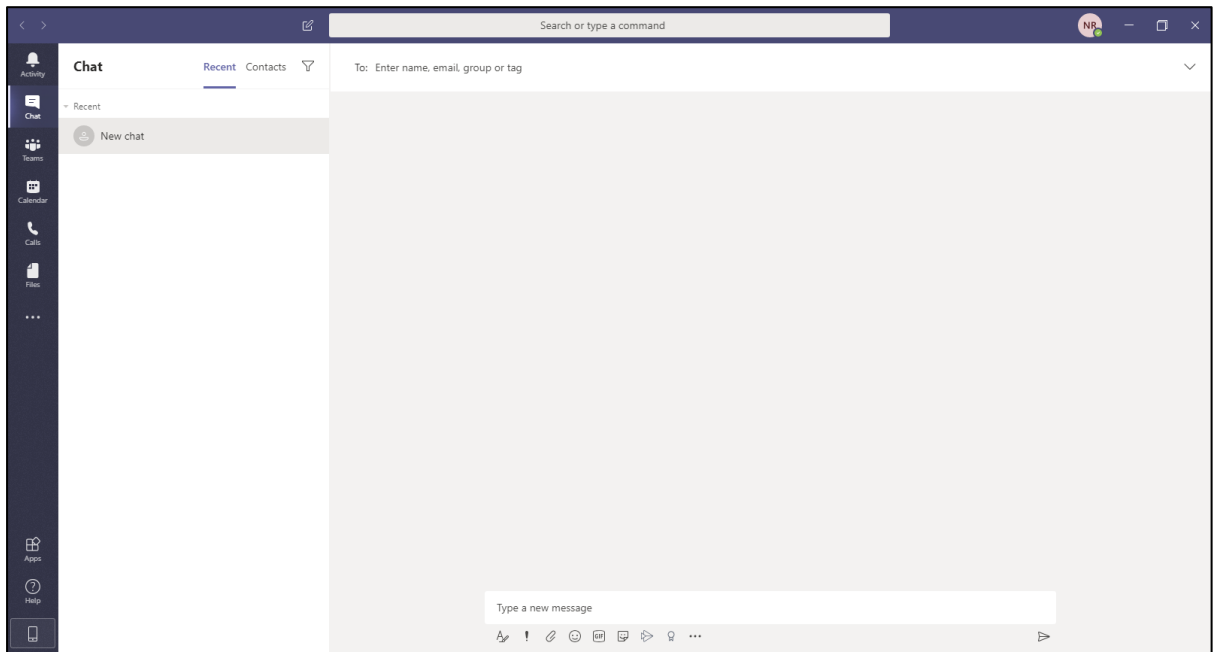 Search or type a command
NR
Activity
Chat
Teams
Calendar
Calls
Files
Apps
Help
Chat
Recent Contacts
Recent
New chat
To: Enter name, email, group or tag
Type a new message
GIF